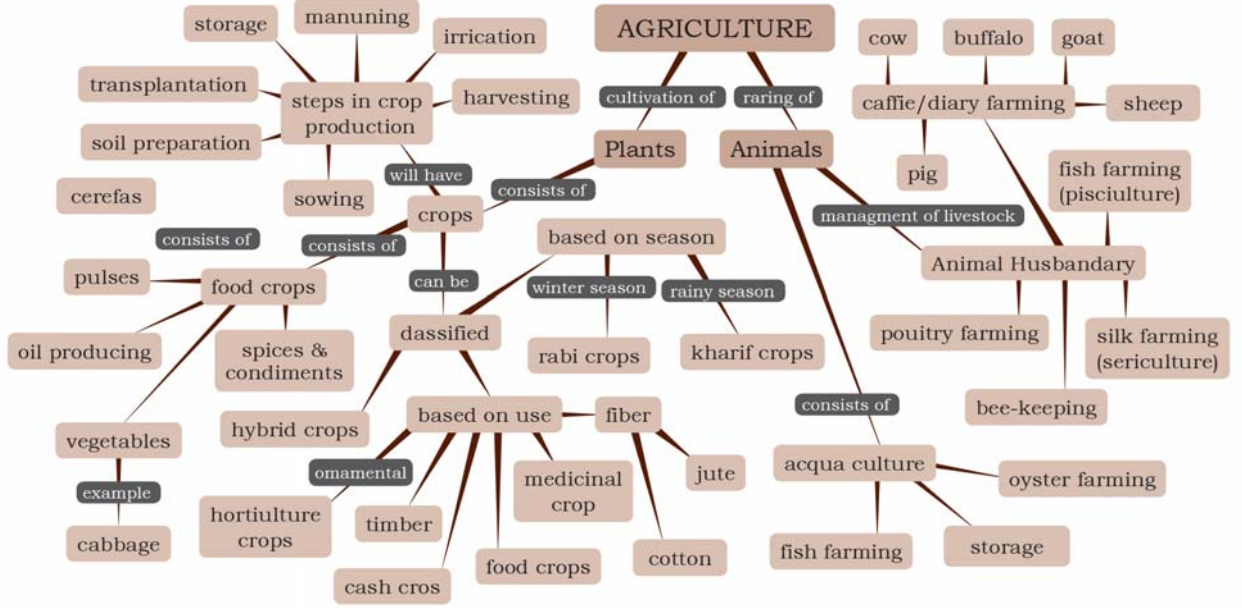 AGRICULTURE
cultivation of
raring of
Plants
Animals
storage
manuning
irrication
transplantation
steps in crop
production
harvesting
soil preparation
sowing
will have
consists of
crops
cerefas
consists of
consists of
pulses
food crops
oil producing
spices &
condiments
vegetables
example
cabbage
can be
dassified
based on season
winter season
rainy season
rabi crops
kharif crops
hybrid crops
based on use
fiber
omamental
hortiulture
crops
timber
cash cros
food crops
medicinal
crop
jute
cotton
cow
buffalo
goat
caffie/diary farming
sheep
pig
fish farming
(pisciulture)
managment of livestock
Animal Husbandary
pouitry farming
silk farming
(sericulture)
bee-keeping
consists of
acqua culture
oyster farming
fish farming
storage